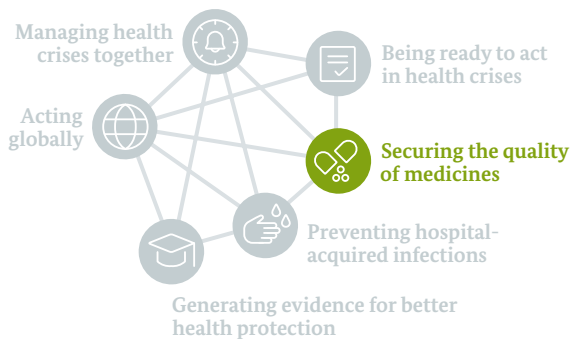 Managing health
crises together
Being ready to act
in health crises
Acting
globally
Securing the quality
of medicines
Preventing hospital-
acquired infections
Generating evidence for better
health protection